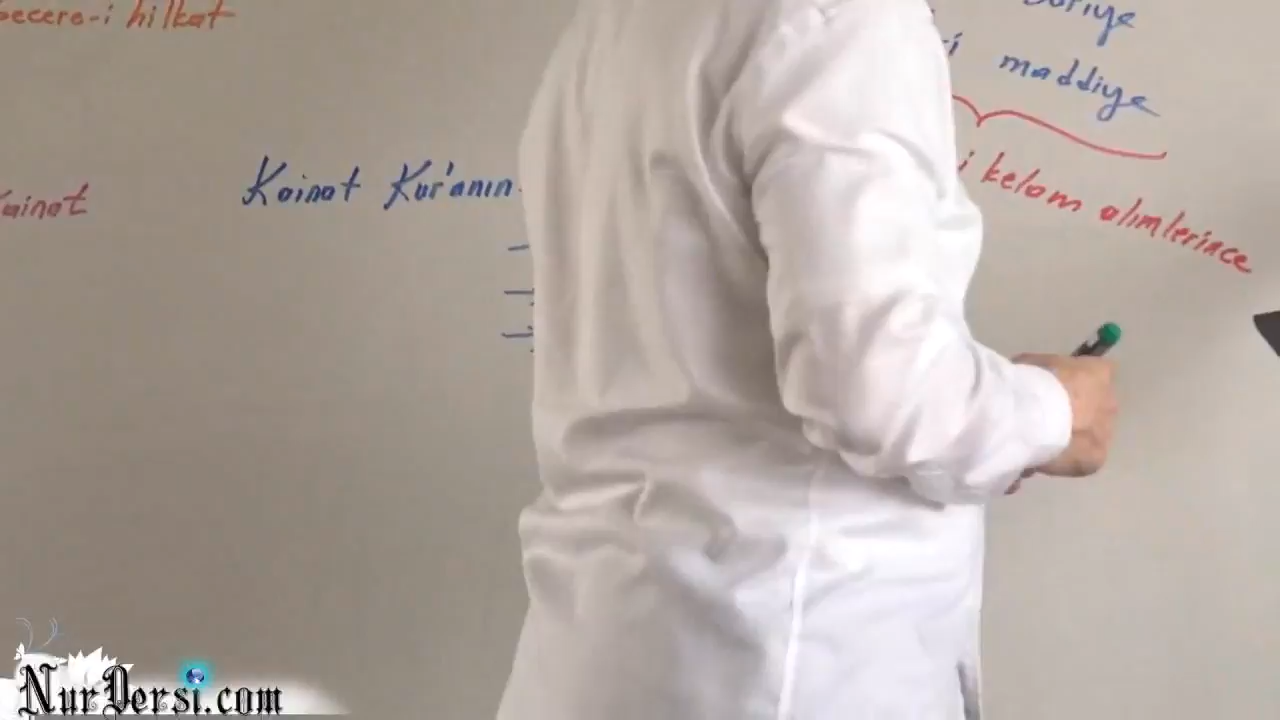 Şecere-i hilkat
maddiye
Kainat
Kainat Kur'anın
kelam alimlerince
NurDersi.com